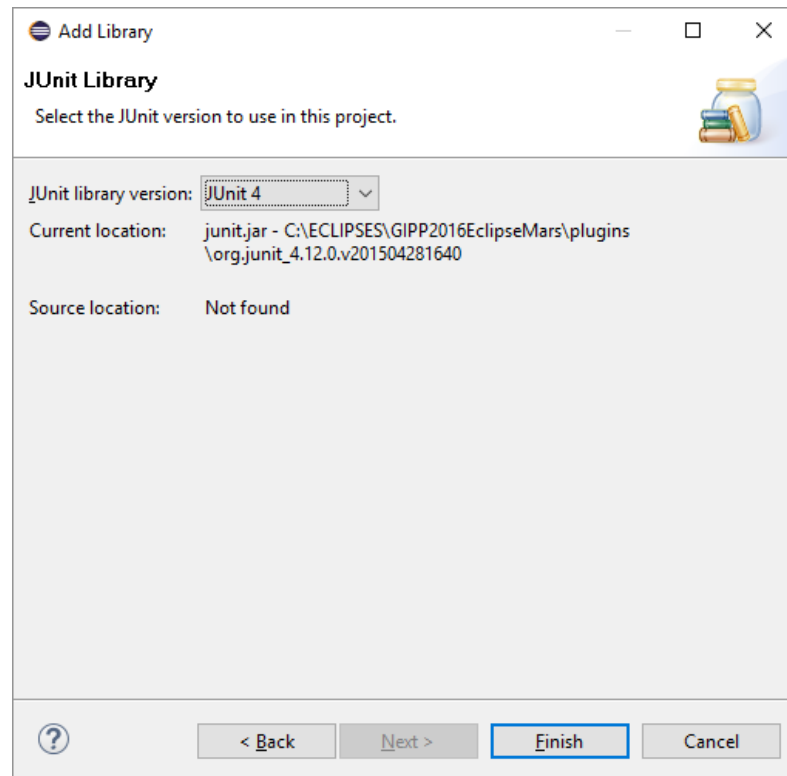 Add Library
JUnit Library
Select the JUnit version to use in this project.
JUnit library version: JUnit 4
Current location: junit.jar - C:\ECLIPSES\GIPP2016EclipseMars\plugins
\org.junit_4.12.0.v201504281640
Source location: Not found
? < Back Next > Finish Cancel